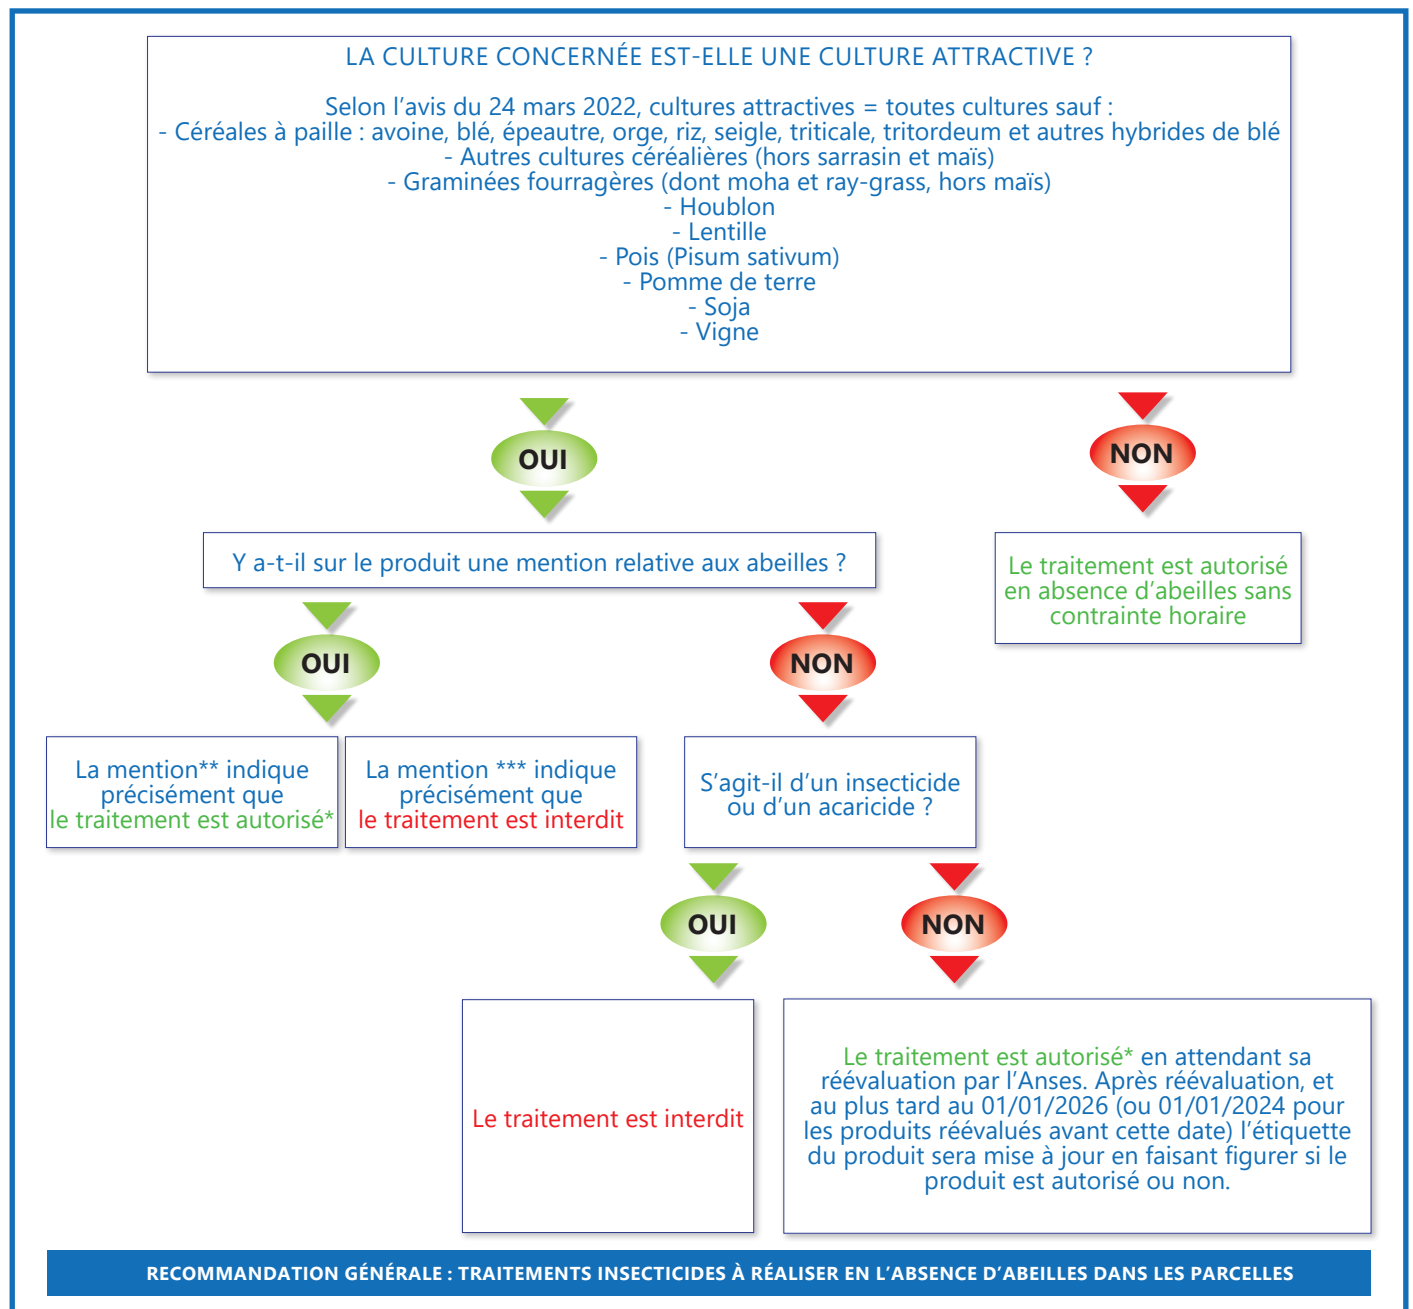 LA CULTURE CONCERNÉE EST-ELLE UNE CULTURE ATTRACTIVE ?
Selon l'avis du 24 mars 2022, cultures attractives = toutes cultures sauf :
- Céréales à paille : avoine, blé, épeautre, orge, riz, seigle, triticale, tritordeum et autres hybrides de blé
- Autres cultures céréalières (hors sarrasin et maïs)
- Graminées fourragères (dont moha et ray-grass, hors maïs)
- Houblon
- Lentille
- Pois (Pisum sativum)
- Pomme de terre
- Soja
- Vigne
OUI
NON
Y a-t-il sur le produit une mention relative aux abeilles ?
Le traitement est autorisé
en absence d'abeilles sans
contrainte horaire
OUI
NON
La mention** indique
précisément que
le traitement est autorisé*
La mention *** indique
précisément que
le traitement est interdit
S'agit-il d'un insecticide
ou d'un acaricide ?
OUI
NON
Le traitement est interdit
Le traitement est autorisé* en attendant sa
réévaluation par l'Anses. Après réévaluation, et
au plus tard au 01/01/2026 (ou 01/01/2024 pour
les produits réévalués avant cette date) l'étiquette
du produit sera mise à jour en faisant figurer si le
produit est autorisé ou non.
RECOMMANDATION GÉNÉRALE : TRAITEMENTS INSECTICIDES À RÉALISER EN L'ABSENCE D'ABEILLES DANS LES PARCELLES